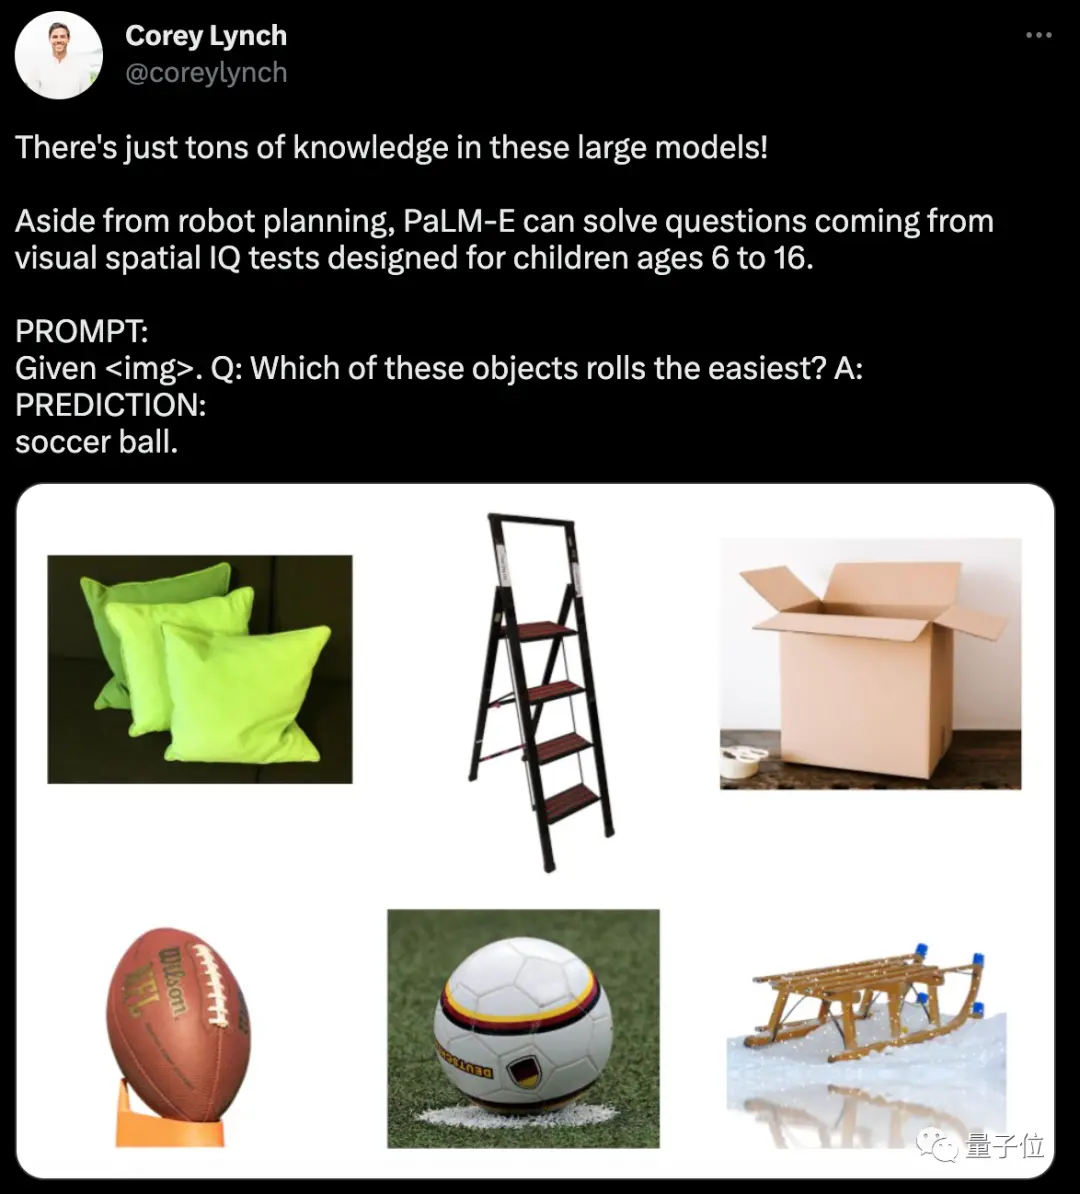 Corey Lynch
@coreylynch
There's just tons of knowledge in these large models!
Aside from robot planning, PaLM-E can solve questions coming from
visual spatial IQ tests designed for children ages 6 to 16.
PROMPT:
Given <img>. Q: Which of these objects rolls the easiest? A:
PREDICTION:
soccer ball.
Wilson
NFL
DEUTSCH
量子位